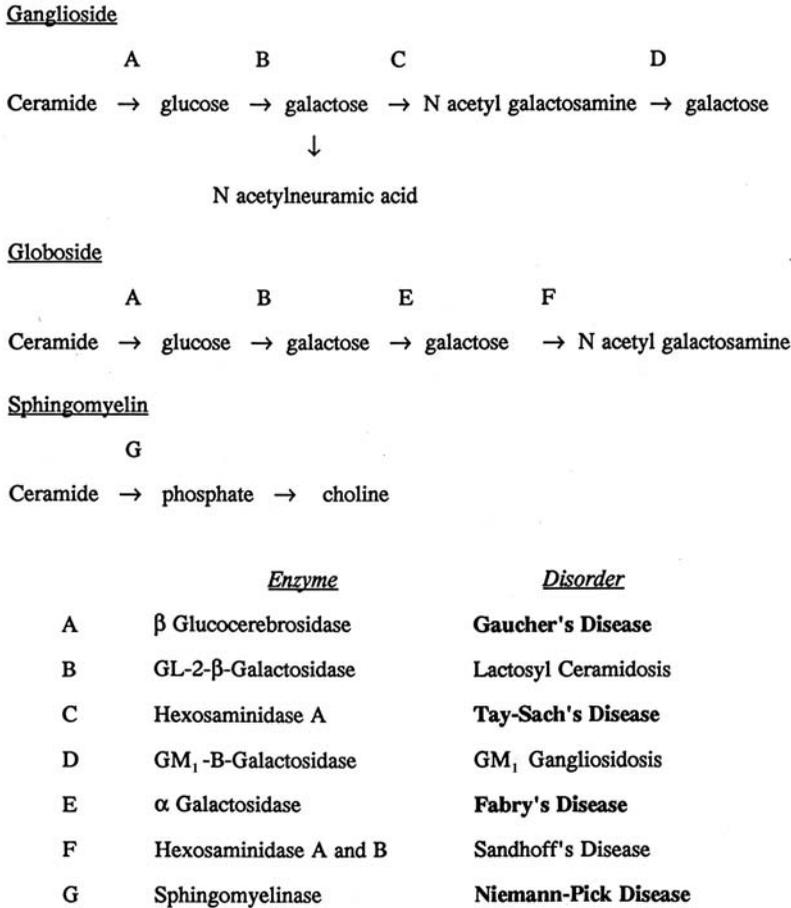 Ganglioside
A B C D
Ceramide → glucose → galactose → N acetyl galactosamine → galactose
↓
N acetylneuramic acid
Globoside
A B E F
Ceramide → glucose → galactose → galactose → N acetyl galactosamine
Sphingomyelin
G
Ceramide → phosphate → choline
Enzyme Disorder
A β Glucocerebrosidase Gaucher's Disease
B GL-2-β-Galactosidase Lactosyl Ceramidosis
C Hexosaminidase A Tay-Sach's Disease
D GM₁-B-Galactosidase GM₁ Gangliosidosis
E α Galactosidase Fabry's Disease
F Hexosaminidase A and B Sandhoff's Disease
G Sphingomyelinase Niemann-Pick Disease